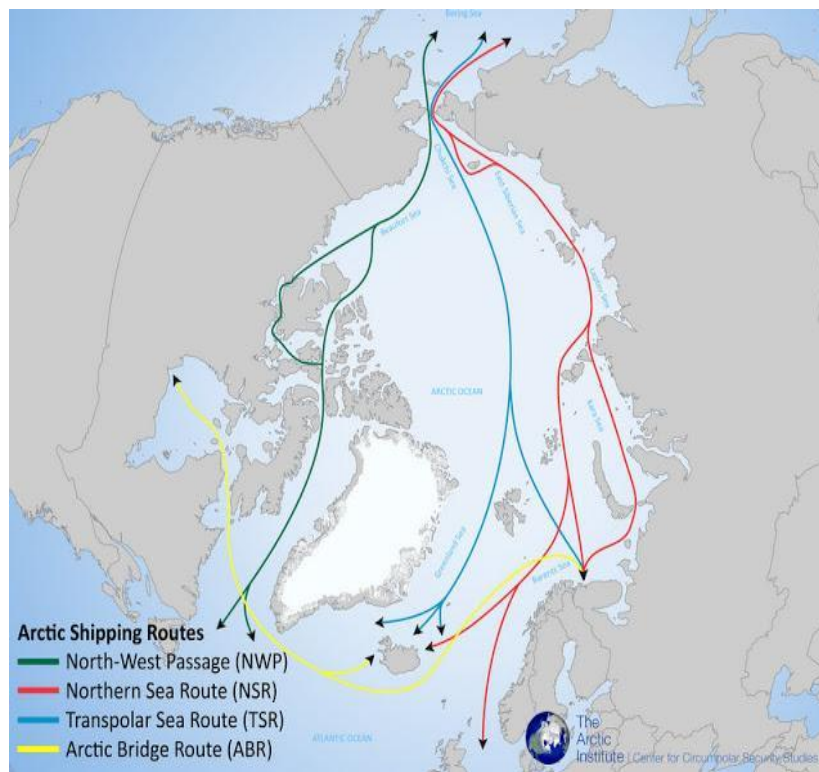 Bering Sea
Chukchi Sea
East Siberian Sea
Beaufort Sea
Laptev Sea
ARCTIC OCEAN
Kara Sea
Greenland Sea
Barents Sea
Arctic Shipping Routes
North-West Passage (NWP)
Northern Sea Route (NSR)
Transpolar Sea Route (TSR)
Arctic Bridge Route (ABR)
ATLANTIC OCEAN
The
Arctic
Institute | Center for Circumpolar Security Studies